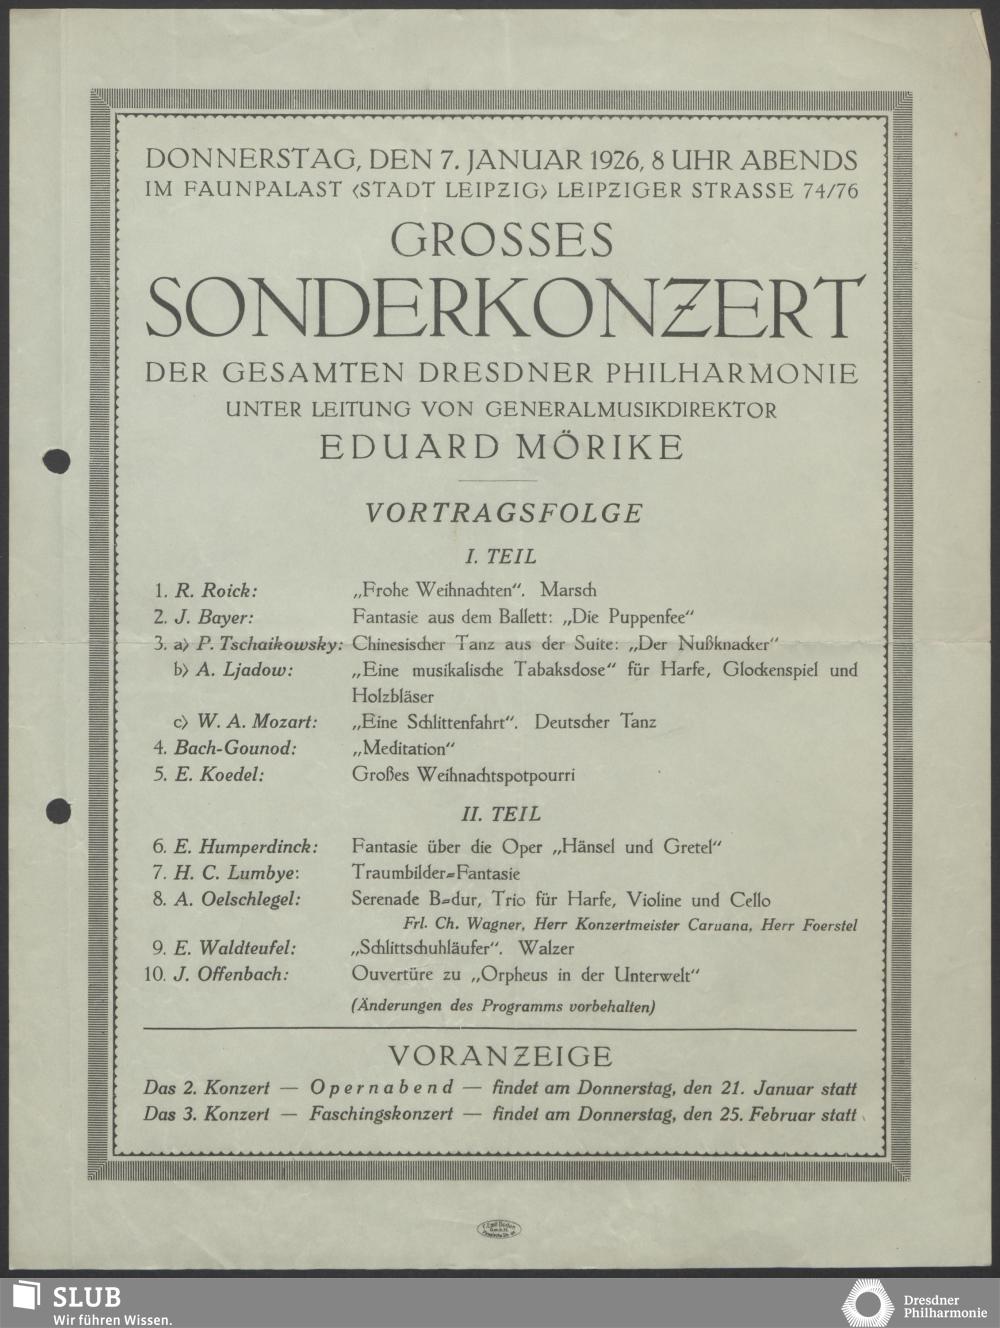 DONNERSTAG, DEN 7. JANUAR 1926, 8 UHR ABENDS
IM FAUNPALAST (STADT LEIPZIG) LEIPZIGER STRASSE 74/76
GROSSES
SONDERKONZERT
DER GESAMTEN DRESDNER PHILHARMONIE
UNTER LEITUNG VON GENERALMUSIKDIREKTOR
EDUARD MÖRIKE
VORTRAGSFOLGE
I. TEIL
1. R. Roick: „Frohe Weihnachten“. Marsch
2. J. Bayer: Fantasie aus dem Ballett: „Die Puppenfee“
3. a) P. Tschaikowsky: Chinesischer Tanz aus der Suite: „Der Nußknacker“
b) A. Ljadow: „Eine musikalische Tabaksdose“ für Harfe, Glockenspiel und
Holzbläser
c) W. A. Mozart: „Eine Schlittenfahrt“. Deutscher Tanz
4. Bach-Gounod: „Meditation“
5. E. Koedel: Großes Weihnachtspotpourri
II. TEIL
6. E. Humperdinck: Fantasie über die Oper „Hänsel und Gretel“
7. H. C. Lumbye: Traumbilder=Fantasie
8. A. Oelschlegel: Serenade B=dur, Trio für Harfe, Violine und Cello
Frl. Ch. Wagner, Herr Konzertmeister Caruana, Herr Foerstel
9. E. Waldteufel: „Schlittschuhläufer“. Walzer
10. J. Offenbach: Ouvertüre zu „Orpheus in der Unterwelt“
(Änderungen des Programms vorbehalten)
VORANZEIGE
Das 2. Konzert — Opernabend — findet am Donnerstag, den 21. Januar statt
Das 3. Konzert — Faschingskonzert — findet am Donnerstag, den 25. Februar statt
SLUB
Wir führen Wissen.
Dresdner
Philharmonie